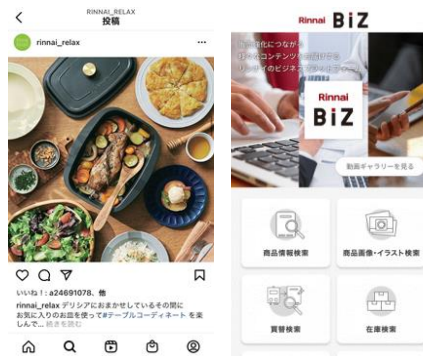 RINNAI_RELAX
投稿
rinnai_relax
いいね！: a24691078、他
rinnai_relax デリシアにおまかせしているその間に
お気に入りのお皿を使って#テーブルコーディネート を楽
しんで... 続きを読む
Rinnai BiZ
Rinnai
BiZ
動画ギャラリーを見る
商品情報検索
商品画像・イラスト検索
買替検索
在庫検索